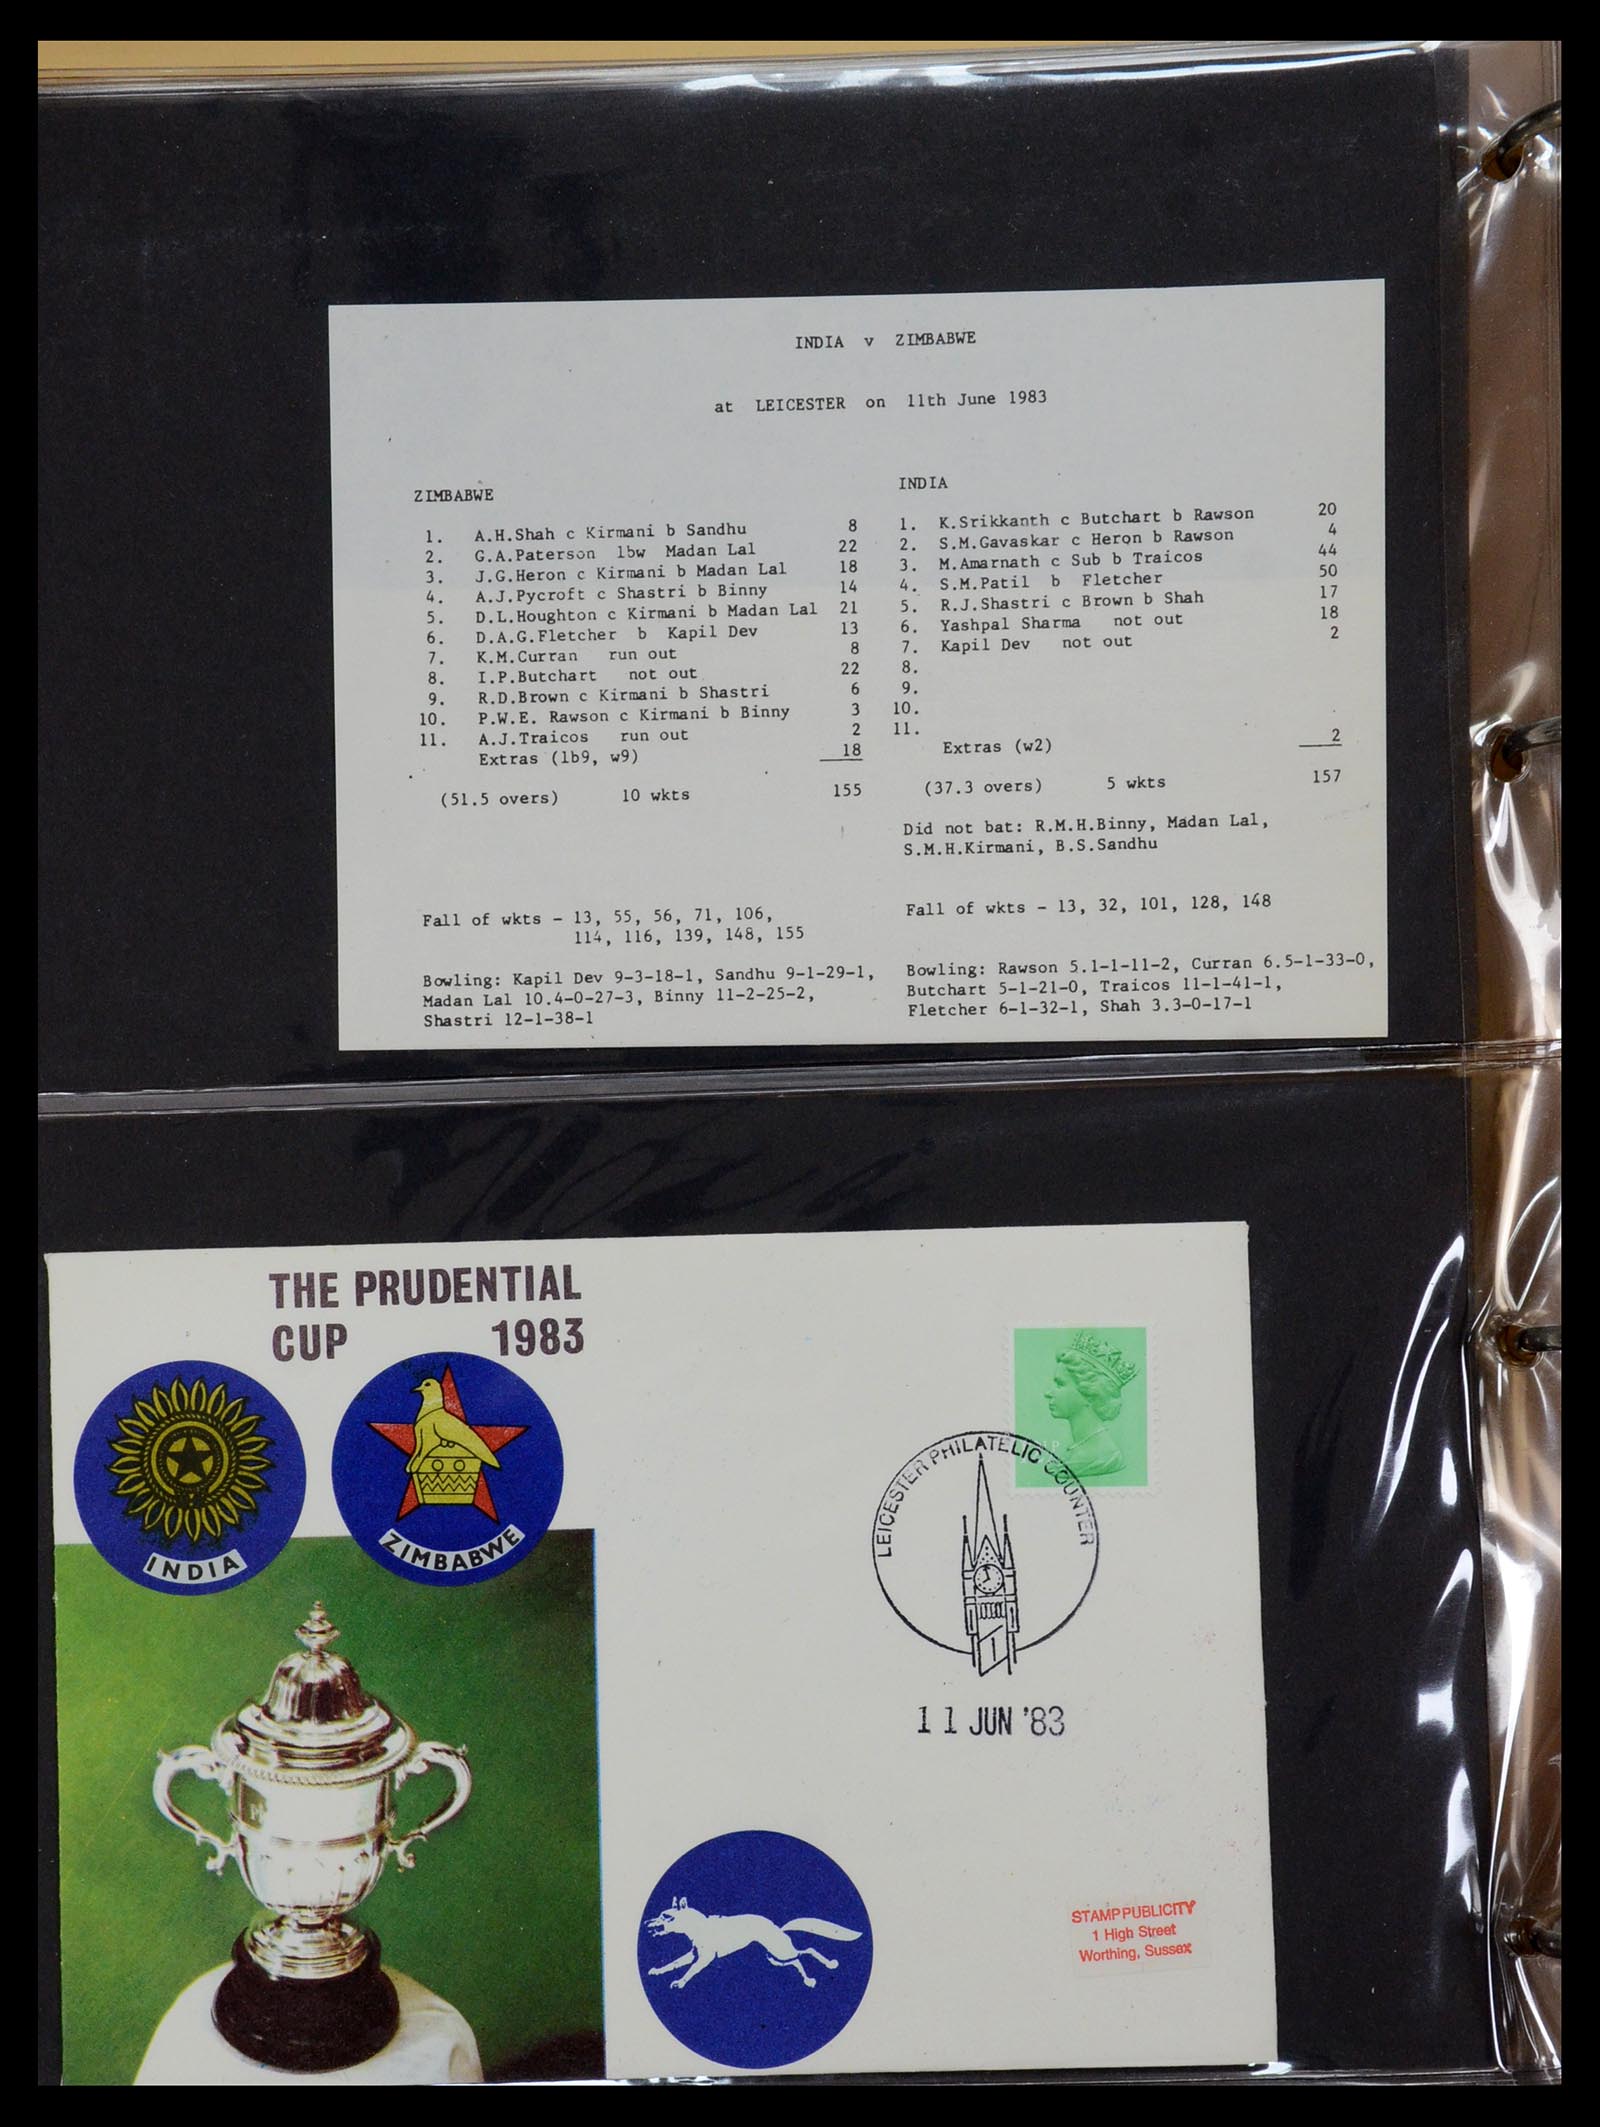 INDIA v ZIMBABWE
at LEICESTER on 11th June 1983
ZIMBABWE
1. A.H.Shah c Kirmani b Sandhu 8
2. G.A.Paterson lbw Madan Lal 22
3. J.G.Heron c Kirmani b Madan Lal 18
4. A.J.Pycroft c Shastri b Binny 14
5. D.L.Houghton c Kirmani b Madan Lal 21
6. D.A.G.Fletcher b Kapil Dev 13
7. K.M.Curran run out 8
8. I.P.Butchart not out 22
9. R.D.Brown c Kirmani b Shastri 6
10. P.W.E. Rawson c Kirmani b Binny 3
11. A.J.Traicos run out 2
Extras (lb9, w9) 18
(51.5 overs) 10 wkts 155
Fall of wkts - 13, 55, 56, 71, 106,
114, 116, 139, 148, 155
Bowling: Kapil Dev 9-3-18-1, Sandhu 9-1-29-1,
Madan Lal 10.4-0-27-3, Binny 11-2-25-2,
Shastri 12-1-38-1
INDIA
1. K.Srikkanth c Butchart b Rawson 20
2. S.M.Gavaskar c Heron b Rawson 4
3. M.Amarnath c Sub b Traicos 44
4. S.M.Patil b Fletcher 50
5. R.J.Shastri c Brown b Shah 17
6. Yashpal Sharma not out 18
7. Kapil Dev not out 2
8.
9.
10.
11.
Extras (w2) 2
(37.3 overs) 5 wkts 157
Did not bat: R.M.H.Binny, Madan Lal,
S.M.H.Kirmani, B.S.Sandhu
Fall of wkts - 13, 32, 101, 128, 148
Bowling: Rawson 5.1-1-11-2, Curran 6.5-1-33-0,
Butchart 5-1-21-0, Traicos 11-1-41-1,
Fletcher 6-1-32-1, Shah 3.3-0-17-1
THE PRUDENTIAL
CUP 1983
INDIA
ZIMBABWE
LEICESTER PHILATELIC COUNTER
11 JUN '83
STAMP PUBLICITY
1 High Street
Worthing, Sussex